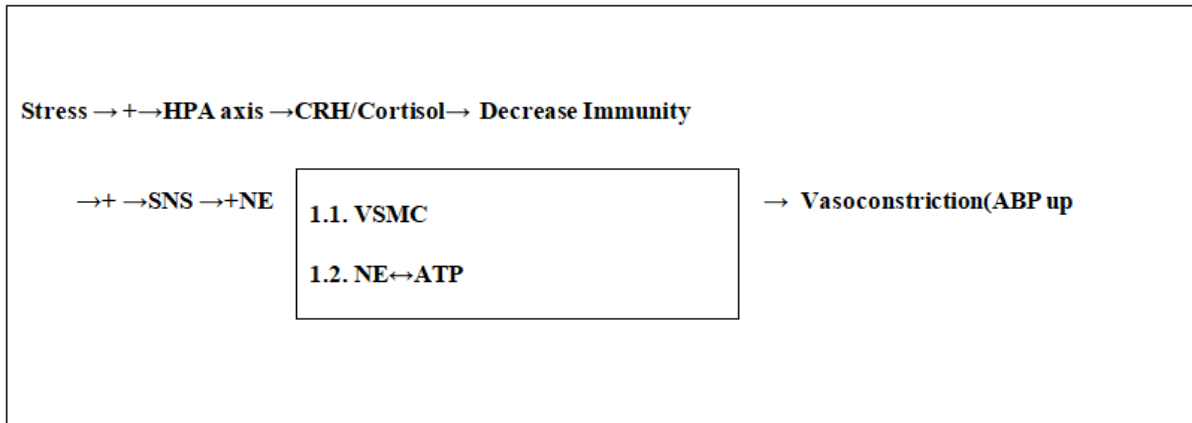 Stress → +→HPA axis →CRH/Cortisol→ Decrease Immunity
→+ →SNS →+NE
1.1. VSMC
1.2. NE↔ATP
→ Vasoconstriction(ABP up